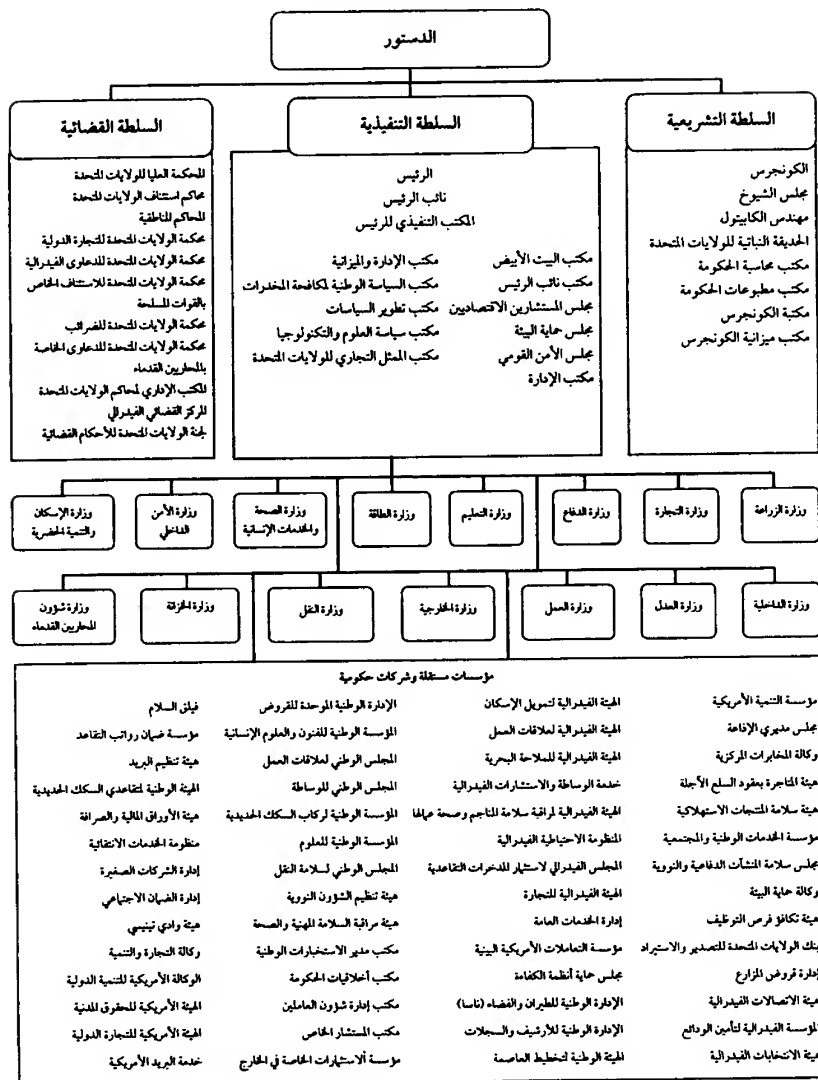 الدستور
السلطة التشريعية
الكونجرس
مجلس الشيوخ
مهندس الكابيتول
الحديقة النباتية للولايات المتحدة
مكتب محاسبة الحكومة
مكتب مطبوعات الحكومة
مكتبة الكونجرس
مكتب ميزانية الكونجرس
السلطة التنفيذية
الرئيس
نائب الرئيس
المكتب التنفيذي للرئيس
مكتب البيت الأبيض
مكتب نائب الرئيس
مجلس المستشارين الاقتصاديين
مجلس حماية البيئة
مجلس الأمن القومي
مكتب الإدارة
مكتب الإدارة والميزانية
مكتب السياسة الوطنية لمكافحة المخدرات
مكتب تطوير السياسات
مكتب سياسة العلوم والتكنولوجيا
مكتب الممثل التجاري للولايات المتحدة
السلطة القضائية
المحكمة العليا للولايات المتحدة
محاكم استئناف الولايات المتحدة
المحاكم المناطقية
محكمة الولايات المتحدة للتجارة الدولية
محكمة الولايات المتحدة للدعاوى الفيدرالية
محكمة الولايات المتحدة للاستئناف الخاص
بالقوات المسلحة
محكمة الولايات المتحدة للضرائب
محكمة الولايات المتحدة للدعاوى الخاصة
بالمحاربين القدماء
المكتب الإداري لمحاكم الولايات المتحدة
المركز القضائي الفيدرالي
لجنة الولايات المتحدة للأحكام القضائية
وزارة الزراعة
وزارة التجارة
وزارة الدفاع
وزارة التعليم
وزارة الطاقة
وزارة الصحة
والخدمات الإنسانية
وزارة الأمن
الداخلي
وزارة الإسكان
والتنمية الحضرية
وزارة الداخلية
وزارة العدل
وزارة العمل
وزارة الخارجية
وزارة النقل
وزارة الخزانة
وزارة شؤون
المحاربين القدماء
مؤسسات مستقلة وشركات حكومية
مؤسسة التنمية الأمريكية
مجلس مديري الإذاعة
وكالة المخابرات المركزية
هيئة المتاجرة بعقود السلع الآجلة
هيئة سلامة المنتجات الاستهلاكية
مؤسسة الخدمات الوطنية والمجتمعية
مجلس سلامة المنشآت الدفاعية والنووية
وكالة حماية البيئة
هيئة تكافؤ فرص التوظيف
بنك الولايات المتحدة للتصدير والاستيراد
إدارة قروض المزارع
هيئة الاتصالات الفيدرالية
المؤسسة الفيدرالية لتأمين الودائع
هيئة الانتخابات الفيدرالية
الهيئة الفيدرالية لتمويل الإسكان
الهيئة الفيدرالية لعلاقات العمل
الهيئة الفيدرالية للملاحة البحرية
خدمة الوساطة والاستشارات الفيدرالية
الهيئة الفيدرالية لمراقبة سلامة المناجم وصحة عمالها
المنظومة الاحتياطية الفيدرالية
المجلس الفيدرالي لاستثمار المدخرات التقاعدية
الهيئة الفيدرالية للتجارة
إدارة الخدمات العامة
مؤسسة التعاملات الأمريكية البينية
مجلس حماية أنظمة الكفاءة
الإدارة الوطنية للطيران والفضاء (ناسا)
الإدارة الوطنية للأرشيف والسجلات
الهيئة الوطنية لتخطيط العاصمة
الإدارة الوطنية الموحدة للقروض
المؤسسة الوطنية للفنون والعلوم الإنسانية
المجلس الوطني لعلاقات العمل
المجلس الوطني للوساطة
المؤسسة الوطنية لركاب السكك الحديدية
المؤسسة الوطنية للعلوم
المجلس الوطني لسلامة النقل
هيئة تنظيم الشؤون النووية
هيئة مراقبة السلامة المهنية والصحة
مكتب مدير الاستخبارات الوطنية
مكتب أخلاقيات الحكومة
مكتب إدارة شؤون العاملين
مكتب المستشار الخاص
مؤسسة الاستثمارات الخاصة في الخارج
فيلق السلام
مؤسسة ضمان رواتب التقاعد
هيئة تنظيم البريد
الهيئة الوطنية لمتقاعدي السكك الحديدية
هيئة الأوراق المالية والصرافة
منظومة الخدمات الانتقائية
إدارة الشركات الصغيرة
إدارة الضمان الاجتماعي
هيئة وادي تينيسي
وكالة التجارة والتنمية
الوكالة الأمريكية للتنمية الدولية
الهيئة الأمريكية للحقوق المدنية
الهيئة الأمريكية للتجارة الدولية
خدمة البريد الأمريكية